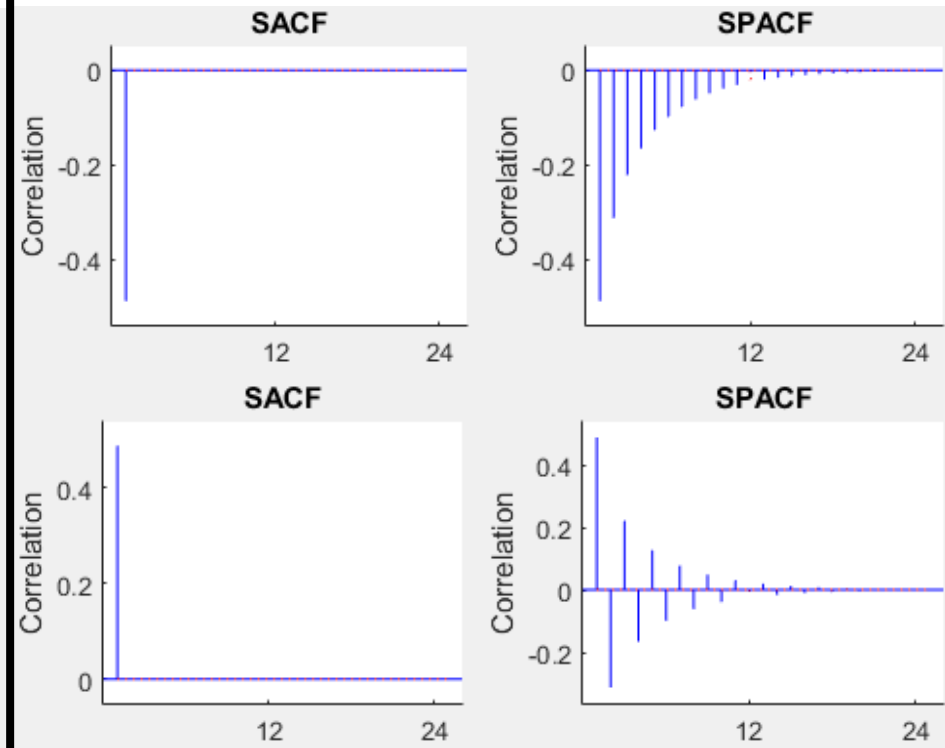 SACF
SPACF
Correlation
0
-0.2
-0.4
12
24
Correlation
0
-0.2
-0.4
12
24
SACF
SPACF
Correlation
0.4
0.2
0
12
24
Correlation
0.4
0.2
0
-0.2
12
24